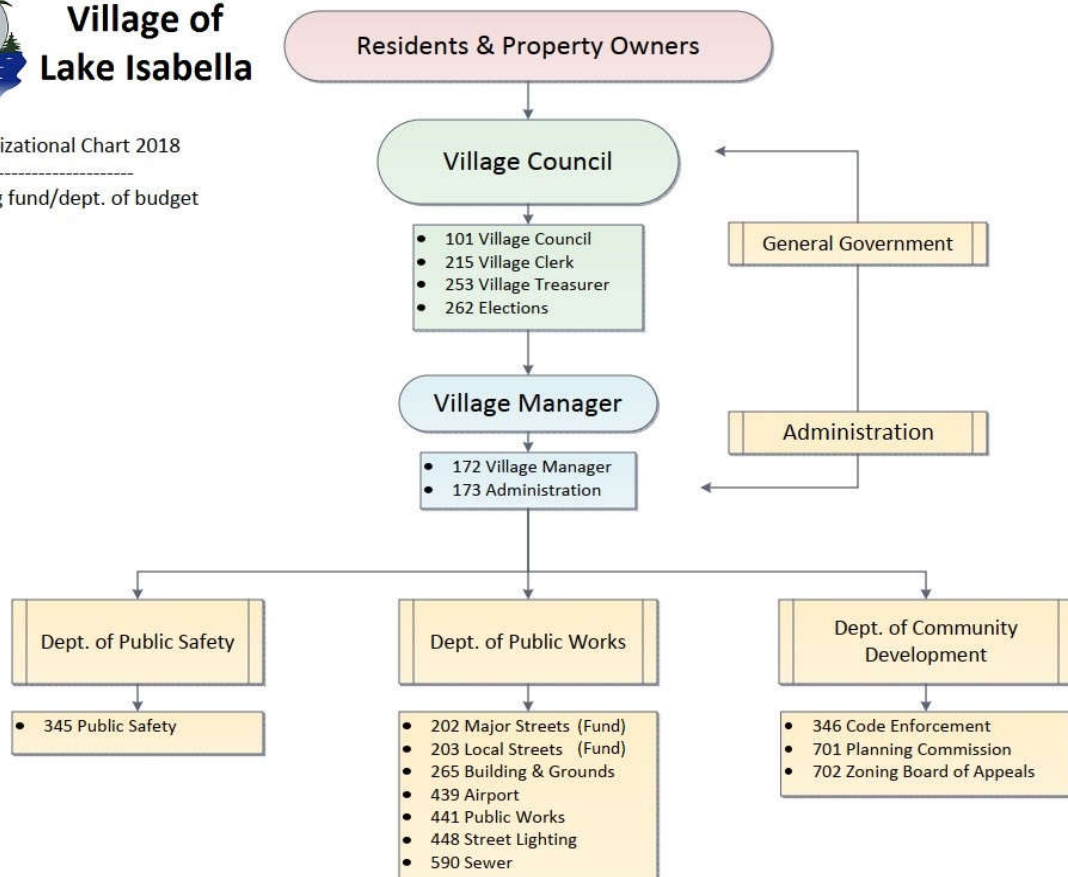 Village of
Lake Isabella
Chart 2018
---------------------
fund/dept. of budget
Residents & Property Owners
Village Council
• 101 Village Council
• 215 Village Clerk
• 253 Village Treasurer
• 262 Elections
General Government
Village Manager
• 172 Village Manager
• 173 Administration
Administration
Dept. of Public Safety
• 345 Public Safety
Dept. of Public Works
• 202 Major Streets (Fund)
• 203 Local Streets (Fund)
• 265 Building & Grounds
• 439 Airport
• 441 Public Works
• 448 Street Lighting
• 590 Sewer
Dept. of Community
Development
• 346 Code Enforcement
• 701 Planning Commission
• 702 Zoning Board of Appeals